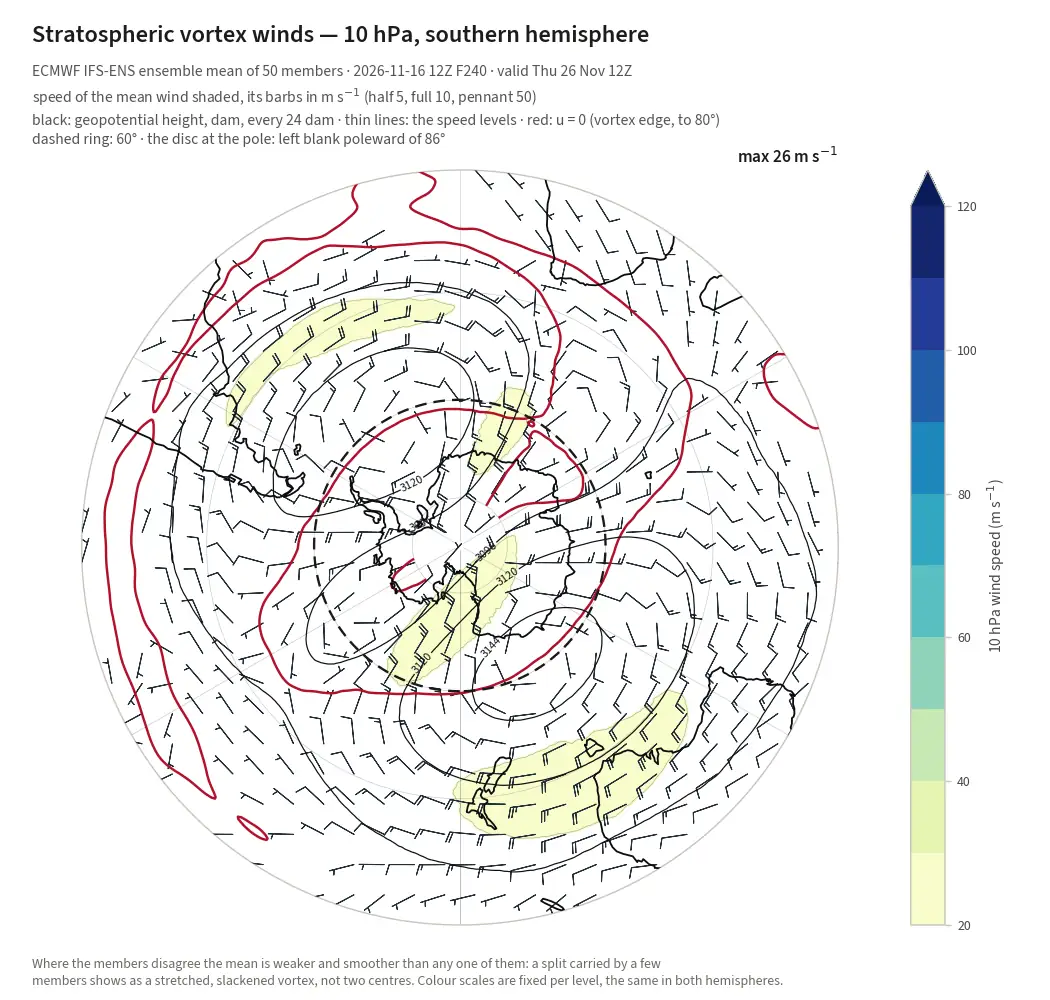 Stratospheric vortex winds — 10 hPa, southern hemisphere
ECMWF IFS-ENS ensemble mean of 50 members · 2026-11-16 12Z F240 · valid Thu 26 Nov 12Z
speed of the mean wind shaded, its barbs in m s⁻¹ (half 5, full 10, pennant 50)
black: geopotential height, dam, every 24 dam · thin lines: the speed levels · red: u = 0 (vortex edge, to 80°)
dashed ring: 60° · the disc at the pole: left blank poleward of 86°
max 26 m s⁻¹
120
100
80
60
40
20
10 hPa wind speed (m s⁻¹)
3120
3096
3120
3144
3120
Where the members disagree the mean is weaker and smoother than any one of them: a split carried by a few
members shows as a stretched, slackened vortex, not two centres. Colour scales are fixed per level, the same in both hemispheres.